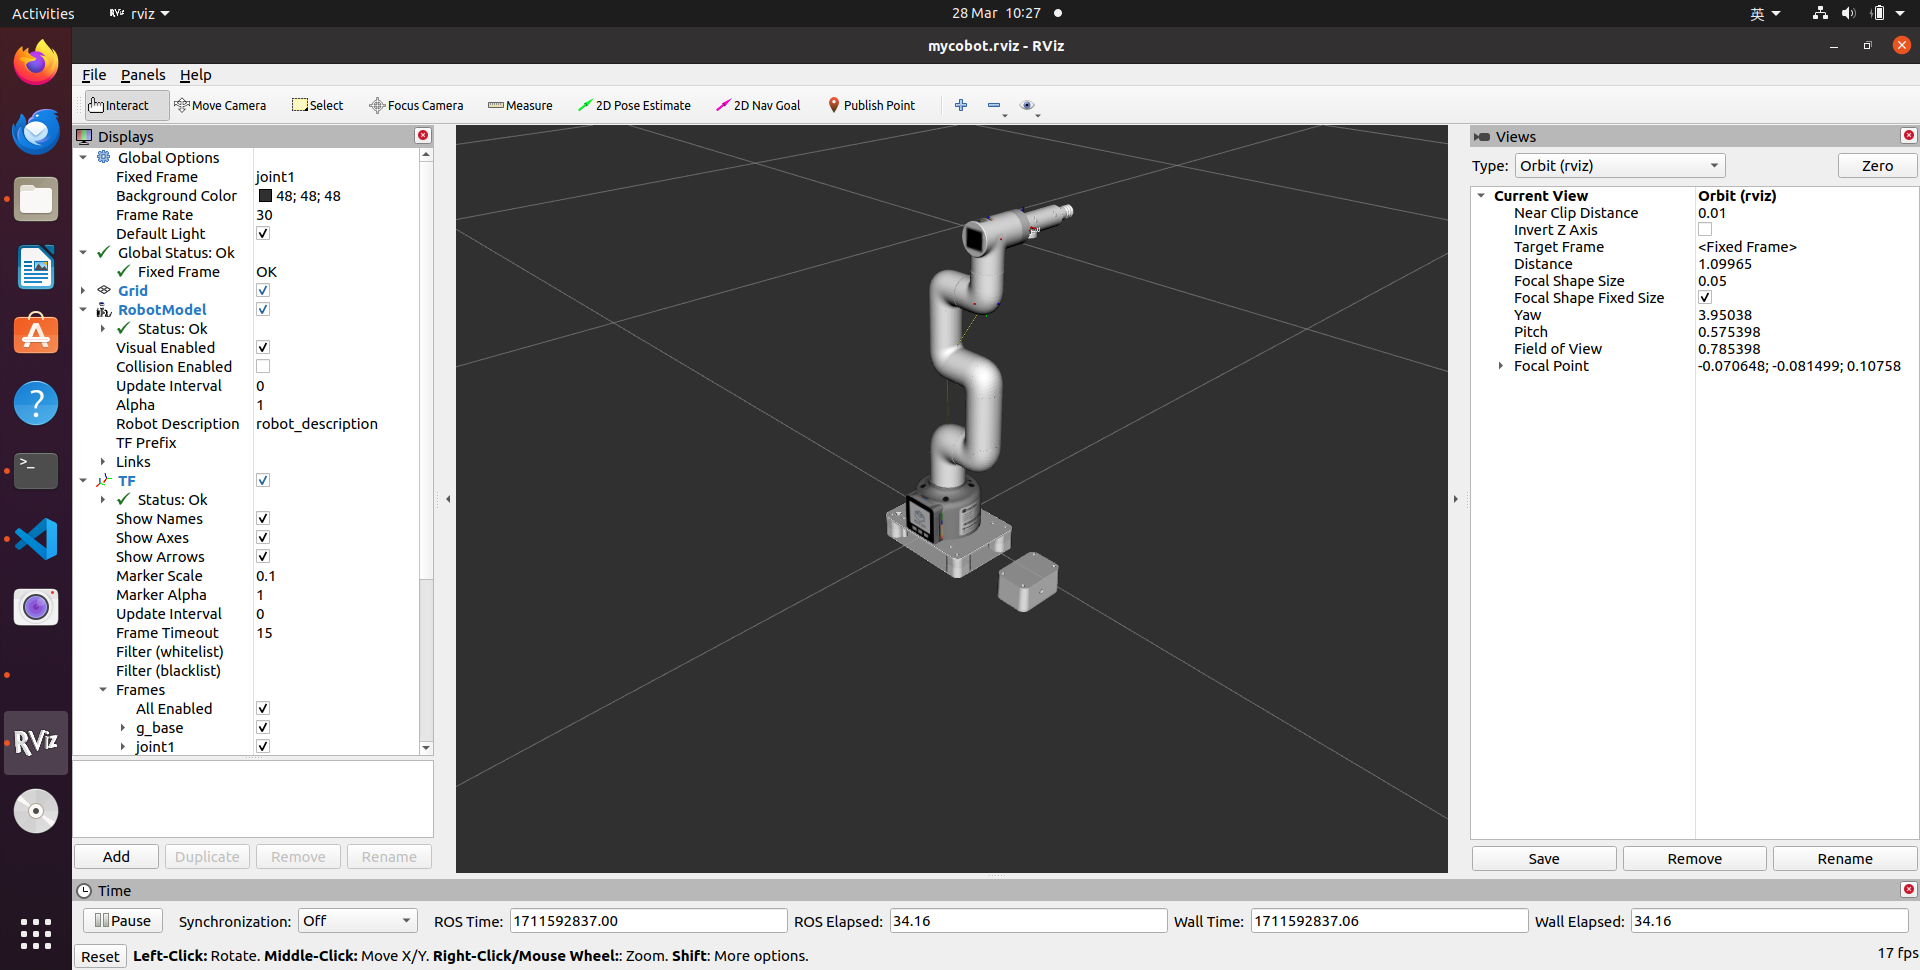 Activities RViz rviz 28 Mar 10:27 英
mycobot.rviz - RViz
File Panels Help
Interact Move Camera Select Focus Camera Measure 2D Pose Estimate 2D Nav Goal Publish Point
Displays
Global Options
Fixed Frame joint1
Background Color 48; 48; 48
Frame Rate 30
Default Light
Global Status: Ok
Fixed Frame OK
Grid
RobotModel
Status: Ok
Visual Enabled
Collision Enabled
Update Interval 0
Alpha 1
Robot Description robot_description
TF Prefix
Links
TF
Status: Ok
Show Names
Show Axes
Show Arrows
Marker Scale 0.1
Marker Alpha 1
Update Interval 0
Frame Timeout 15
Filter (whitelist)
Filter (blacklist)
Frames
All Enabled
g_base
joint1
Add Duplicate Remove Rename
RViz
Views
Type: Orbit (rviz) Zero
Current View Orbit (rviz)
Near Clip Distance 0.01
Invert Z Axis
Target Frame <Fixed Frame>
Distance 1.09965
Focal Shape Size 0.05
Focal Shape Fixed Size
Yaw 3.95038
Pitch 0.575398
Field of View 0.785398
Focal Point -0.070648; -0.081499; 0.10758
Save Remove Rename
Time
Pause Synchronization: Off ROS Time: 1711592837.00 ROS Elapsed: 34.16 Wall Time: 1711592837.06 Wall Elapsed: 34.16
Reset Left-Click: Rotate. Middle-Click: Move X/Y. Right-Click/Mouse Wheel:: Zoom. Shift: More options. 17 fps